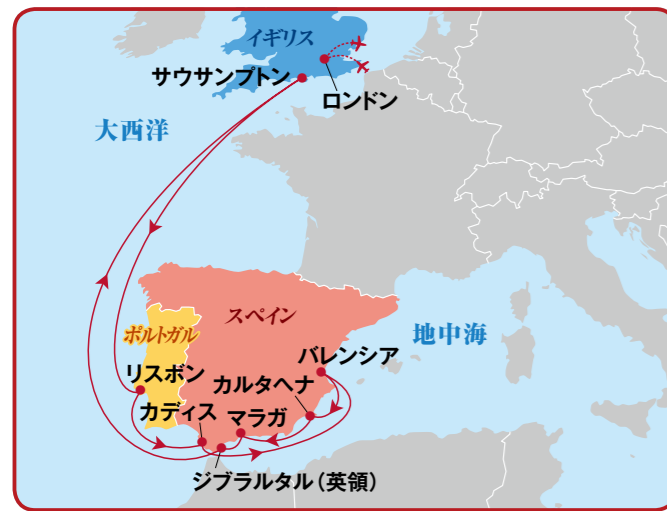 イギリス
サウサンプトン
ロンドン
大西洋
スペイン
ポルトガル
地中海
バレンシア
リスボン
カルタヘナ
カディス
マラガ
ジブラルタル(英領)